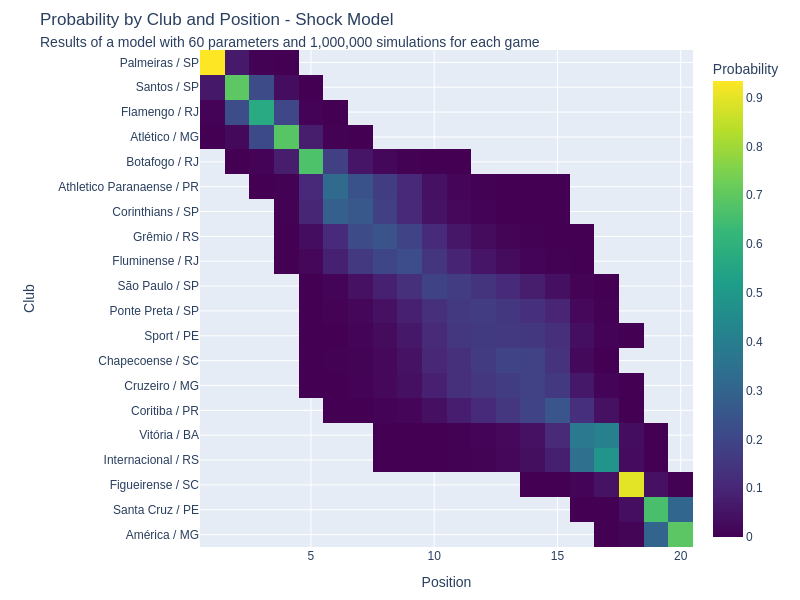 Probability by Club and Position - Shock Model
Results of a model with 60 parameters and 1,000,000 simulations for each game
Probability
Club
Palmeiras / SP
Santos / SP
Flamengo / RJ
Atlético / MG
Botafogo / RJ
Athletico Paranaense / PR
Corinthians / SP
Grêmio / RS
Fluminense / RJ
São Paulo / SP
Ponte Preta / SP
Sport / PE
Chapecoense / SC
Cruzeiro / MG
Coritiba / PR
Vitória / BA
Internacional / RS
Figueirense / SC
Santa Cruz / PE
América / MG
0.9
0.8
0.7
0.6
0.5
0.4
0.3
0.2
0.1
0
5
10
15
20
Position